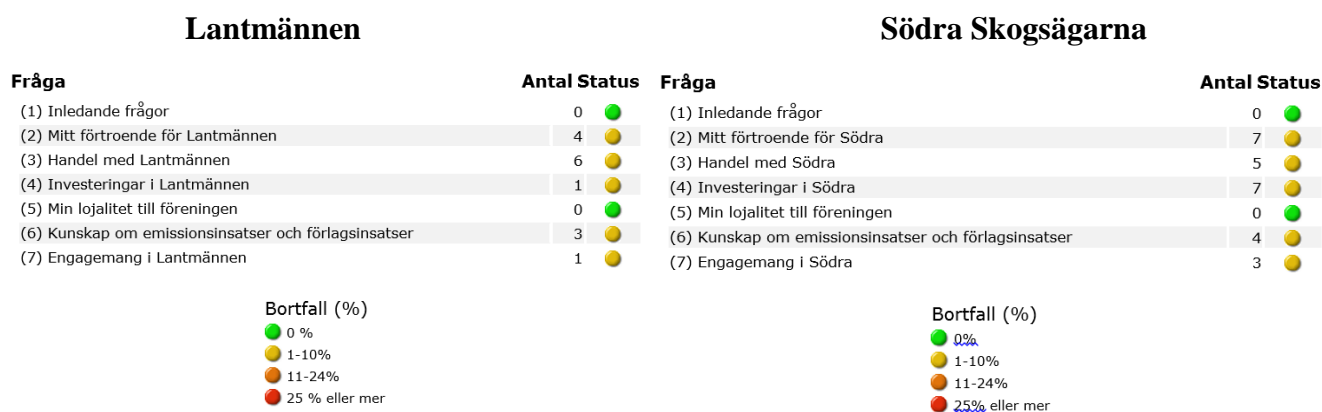 Lantmännen
Fråga Antal Status
(1) Inledande frågor 0
(2) Mitt förtroende för Lantmännen 4
(3) Handel med Lantmännen 6
(4) Investeringar i Lantmännen 1
(5) Min lojalitet till föreningen 0
(6) Kunskap om emissionsinsatser och förlagsinsatser 3
(7) Engagemang i Lantmännen 1
Bortfall (%)
0 %
1-10%
11-24%
25 % eller mer
Södra Skogsägarna
Fråga Antal Status
(1) Inledande frågor 0
(2) Mitt förtroende för Södra 7
(3) Handel med Södra 5
(4) Investeringar i Södra 7
(5) Min lojalitet till föreningen 0
(6) Kunskap om emissionsinsatser och förlagsinsatser 4
(7) Engagemang i Södra 3
Bortfall (%)
0%
1-10%
11-24%
25% eller mer